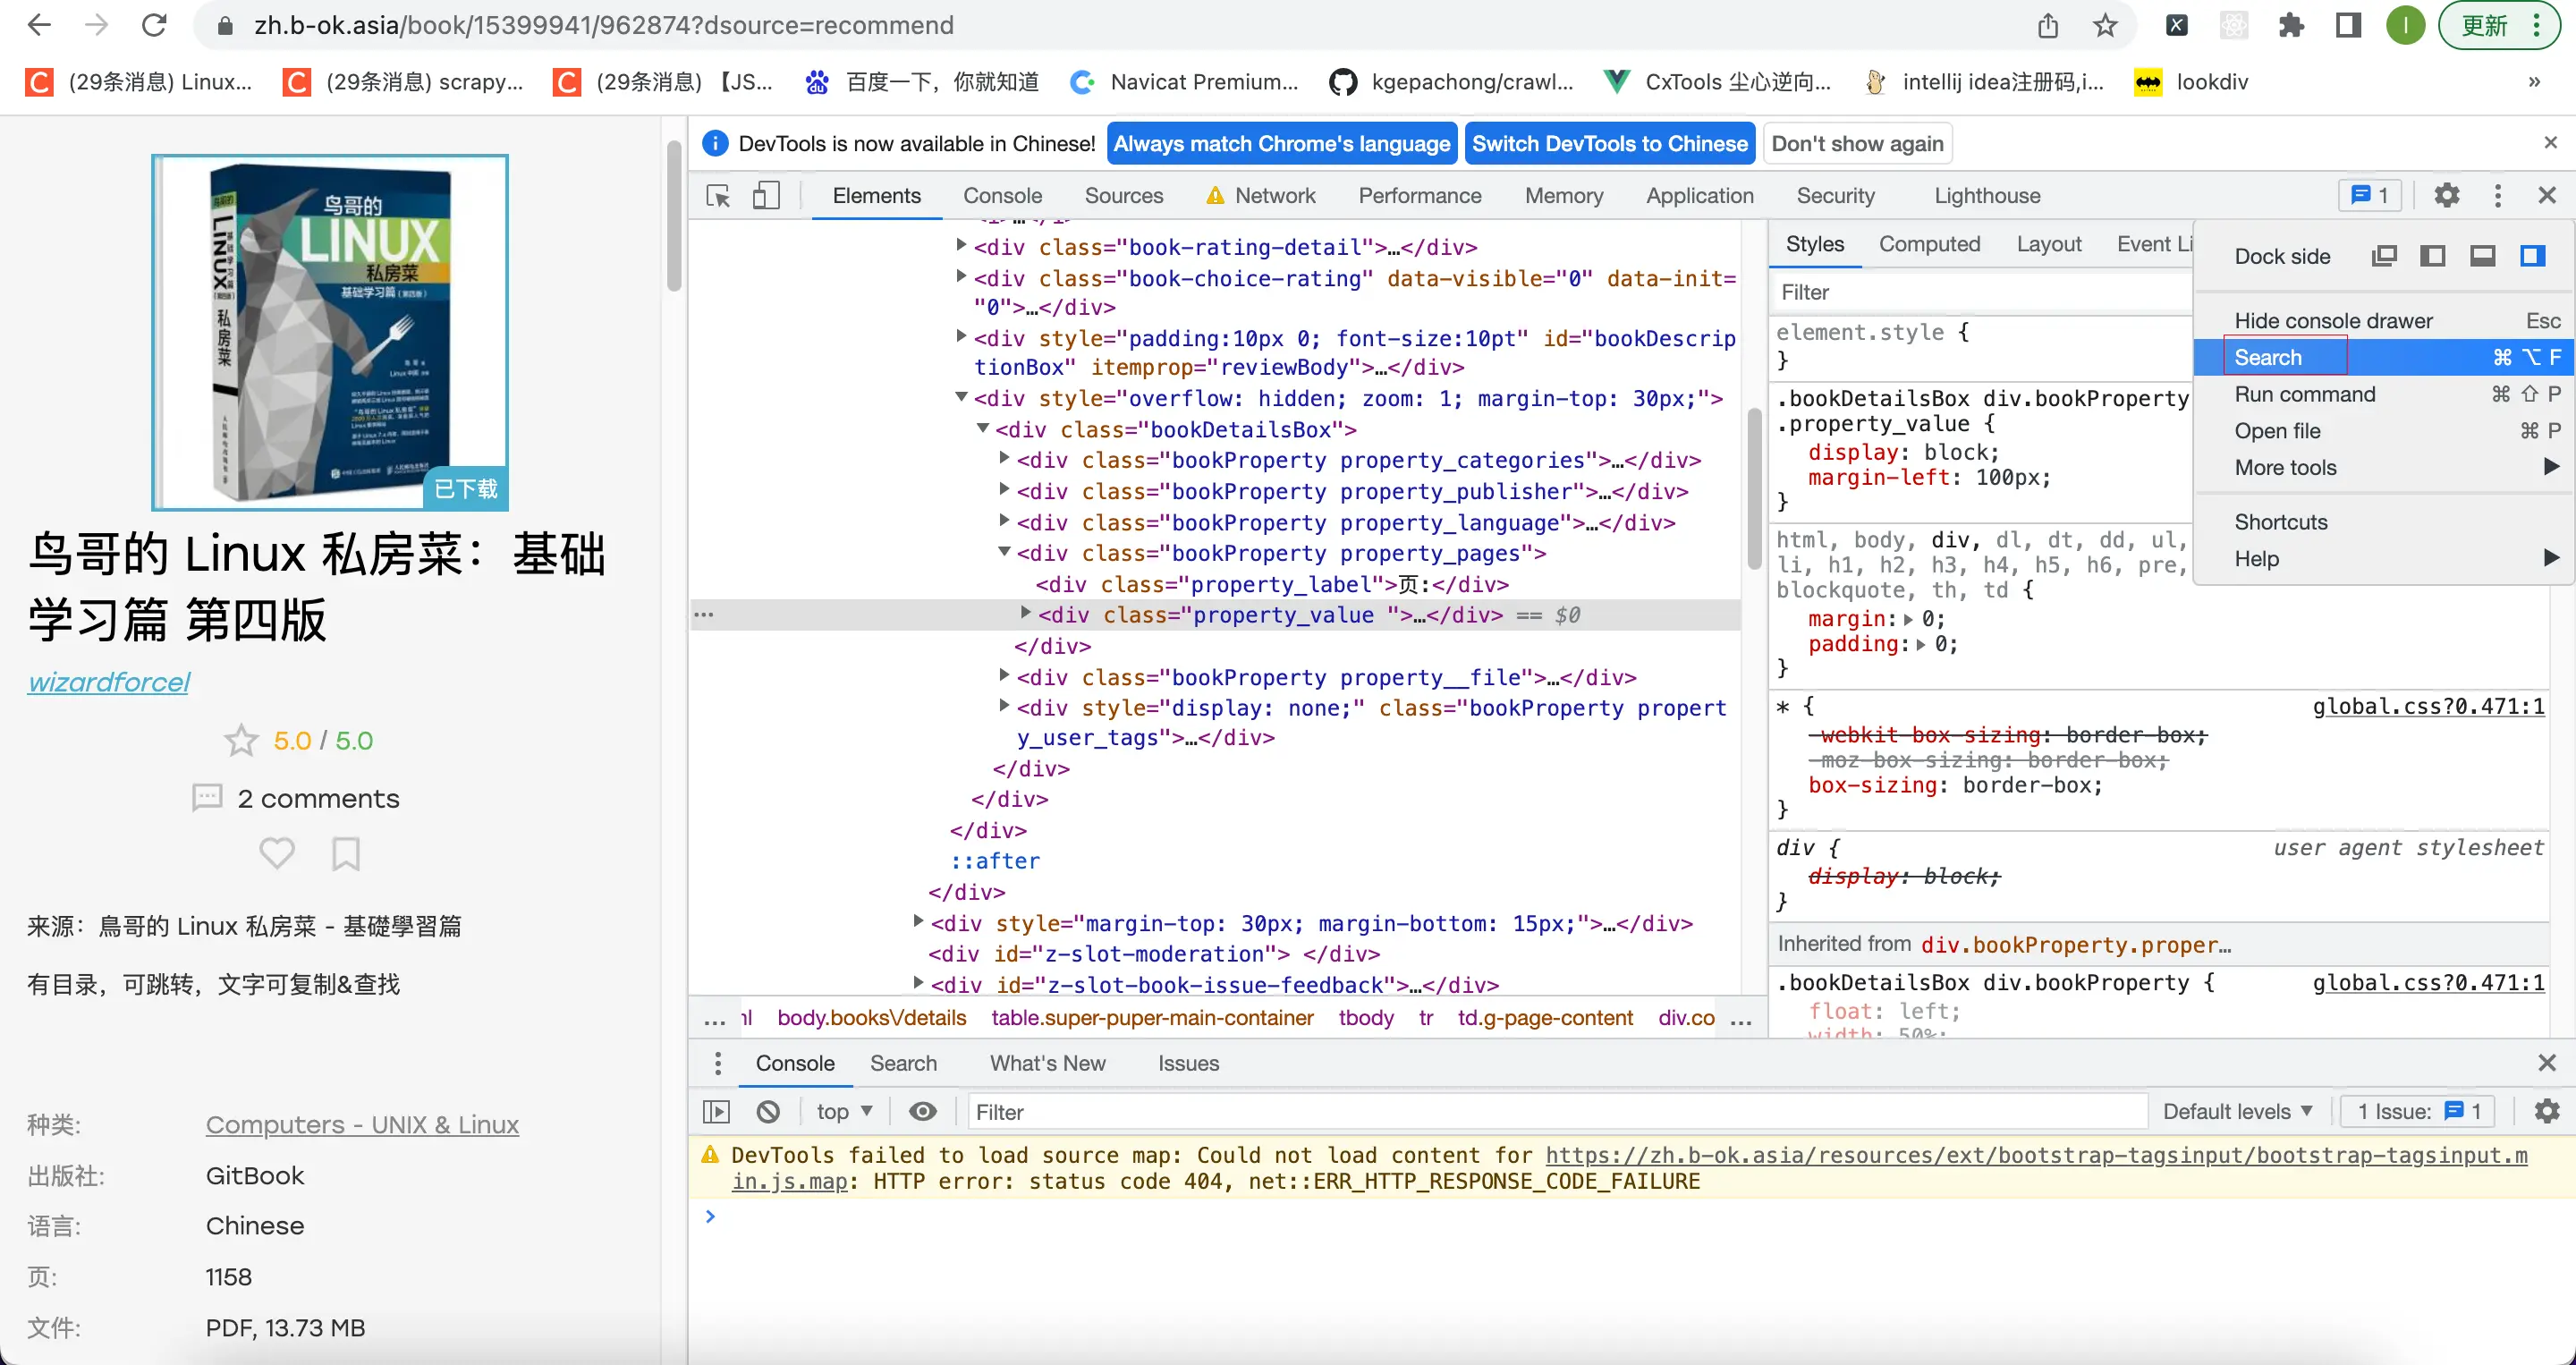 zh.b-ok.asia/book/15399941/962874?dsource=recommend
I
更新
(29条消息) Linux...
(29条消息) scrapy...
(29条消息) 【JS...
百度一下，你就知道
Navicat Premium...
kgepachong/crawl...
CxTools 尘心逆向...
intellij idea注册码,i...
lookdiv
»
鸟哥的
LINUX
私房菜
基础学习篇（第四版）
已下载
鸟哥的 Linux 私房菜：基础
学习篇 第四版
wizardforcel
5.0 / 5.0
2 comments
来源：鳥哥的 Linux 私房菜 - 基礎學習篇
有目录，可跳转，文字可复制&查找
种类: Computers - UNIX & Linux
出版社: GitBook
语言: Chinese
页: 1158
文件: PDF, 13.73 MB
DevTools is now available in Chinese! Always match Chrome's language Switch DevTools to Chinese Don't show again
Elements Console Sources Network Performance Memory Application Security Lighthouse 1
<div class="book-rating-detail">…</div>
<div class="book-choice-rating" data-visible="0" data-init=
"0">…</div>
<div style="padding:10px 0; font-size:10pt" id="bookDescrip
tionBox" itemprop="reviewBody">…</div>
<div style="overflow: hidden; zoom: 1; margin-top: 30px;">
<div class="bookDetailsBox">
<div class="bookProperty property_categories">…</div>
<div class="bookProperty property_publisher">…</div>
<div class="bookProperty property_language">…</div>
<div class="bookProperty property_pages">
<div class="property_label">页:</div>
<div class="property_value ">…</div> == $0
</div>
<div class="bookProperty property__file">…</div>
<div style="display: none;" class="bookProperty propert
y_user_tags">…</div>
</div>
</div>
</div>
::after
</div>
<div style="margin-top: 30px; margin-bottom: 15px;">…</div>
<div id="z-slot-moderation"> </div>
<div id="z-slot-book-issue-feedback">…</div>
... nl body.books\/details table.super-puper-main-container tbody tr td.g-page-content div.co ...
Styles Computed Layout Event Li
Filter
element.style {
}
.bookDetailsBox div.bookProperty
.property_value {
display: block;
margin-left: 100px;
}
html, body, div, dl, dt, dd, ul,
li, h1, h2, h3, h4, h5, h6, pre,
blockquote, th, td {
margin: 0;
padding: 0;
}
* { global.css?0.471:1
-webkit-box-sizing: border-box;
-moz-box-sizing: border-box;
box-sizing: border-box;
}
div { user agent stylesheet
display: block;
}
Inherited from div.bookProperty.proper…
.bookDetailsBox div.bookProperty { global.css?0.471:1
float: left;
width: 50%;
Dock side
Hide console drawer Esc
Search ⌘ ⌥ F
Run command ⌘ ⇧ P
Open file ⌘ P
More tools
Shortcuts
Help
Console Search What's New Issues
top Filter Default levels 1 Issue: 1
DevTools failed to load source map: Could not load content for https://zh.b-ok.asia/resources/ext/bootstrap-tagsinput/bootstrap-tagsinput.m
in.js.map: HTTP error: status code 404, net::ERR_HTTP_RESPONSE_CODE_FAILURE